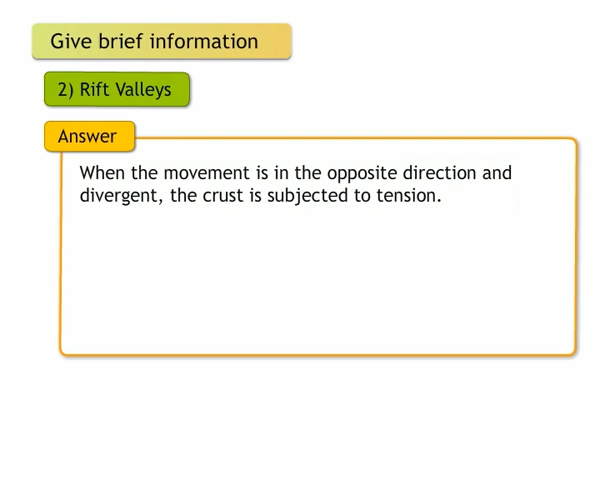 Give brief information
2) Rift Valleys
Answer
When the movement is in the opposite direction and
divergent, the crust is subjected to tension.